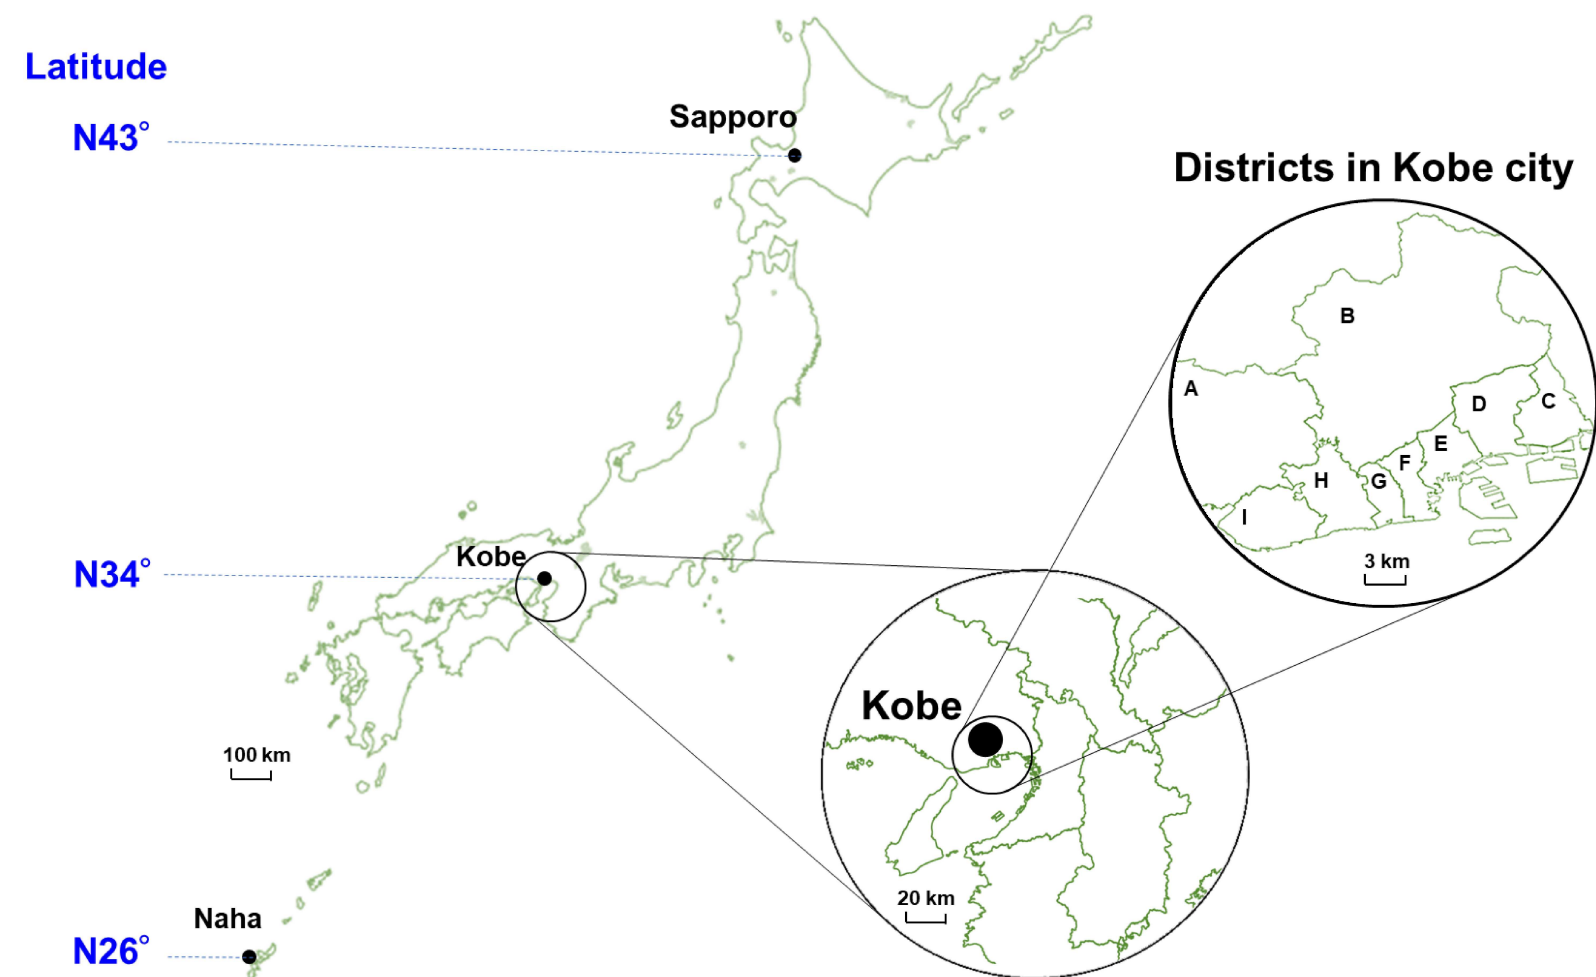 Latitude
N43°
Sapporo
Districts in Kobe city
B
A
D
C
E
F
H
G
I
3 km
Kobe
N34°
Kobe
100 km
20 km
Naha
N26°